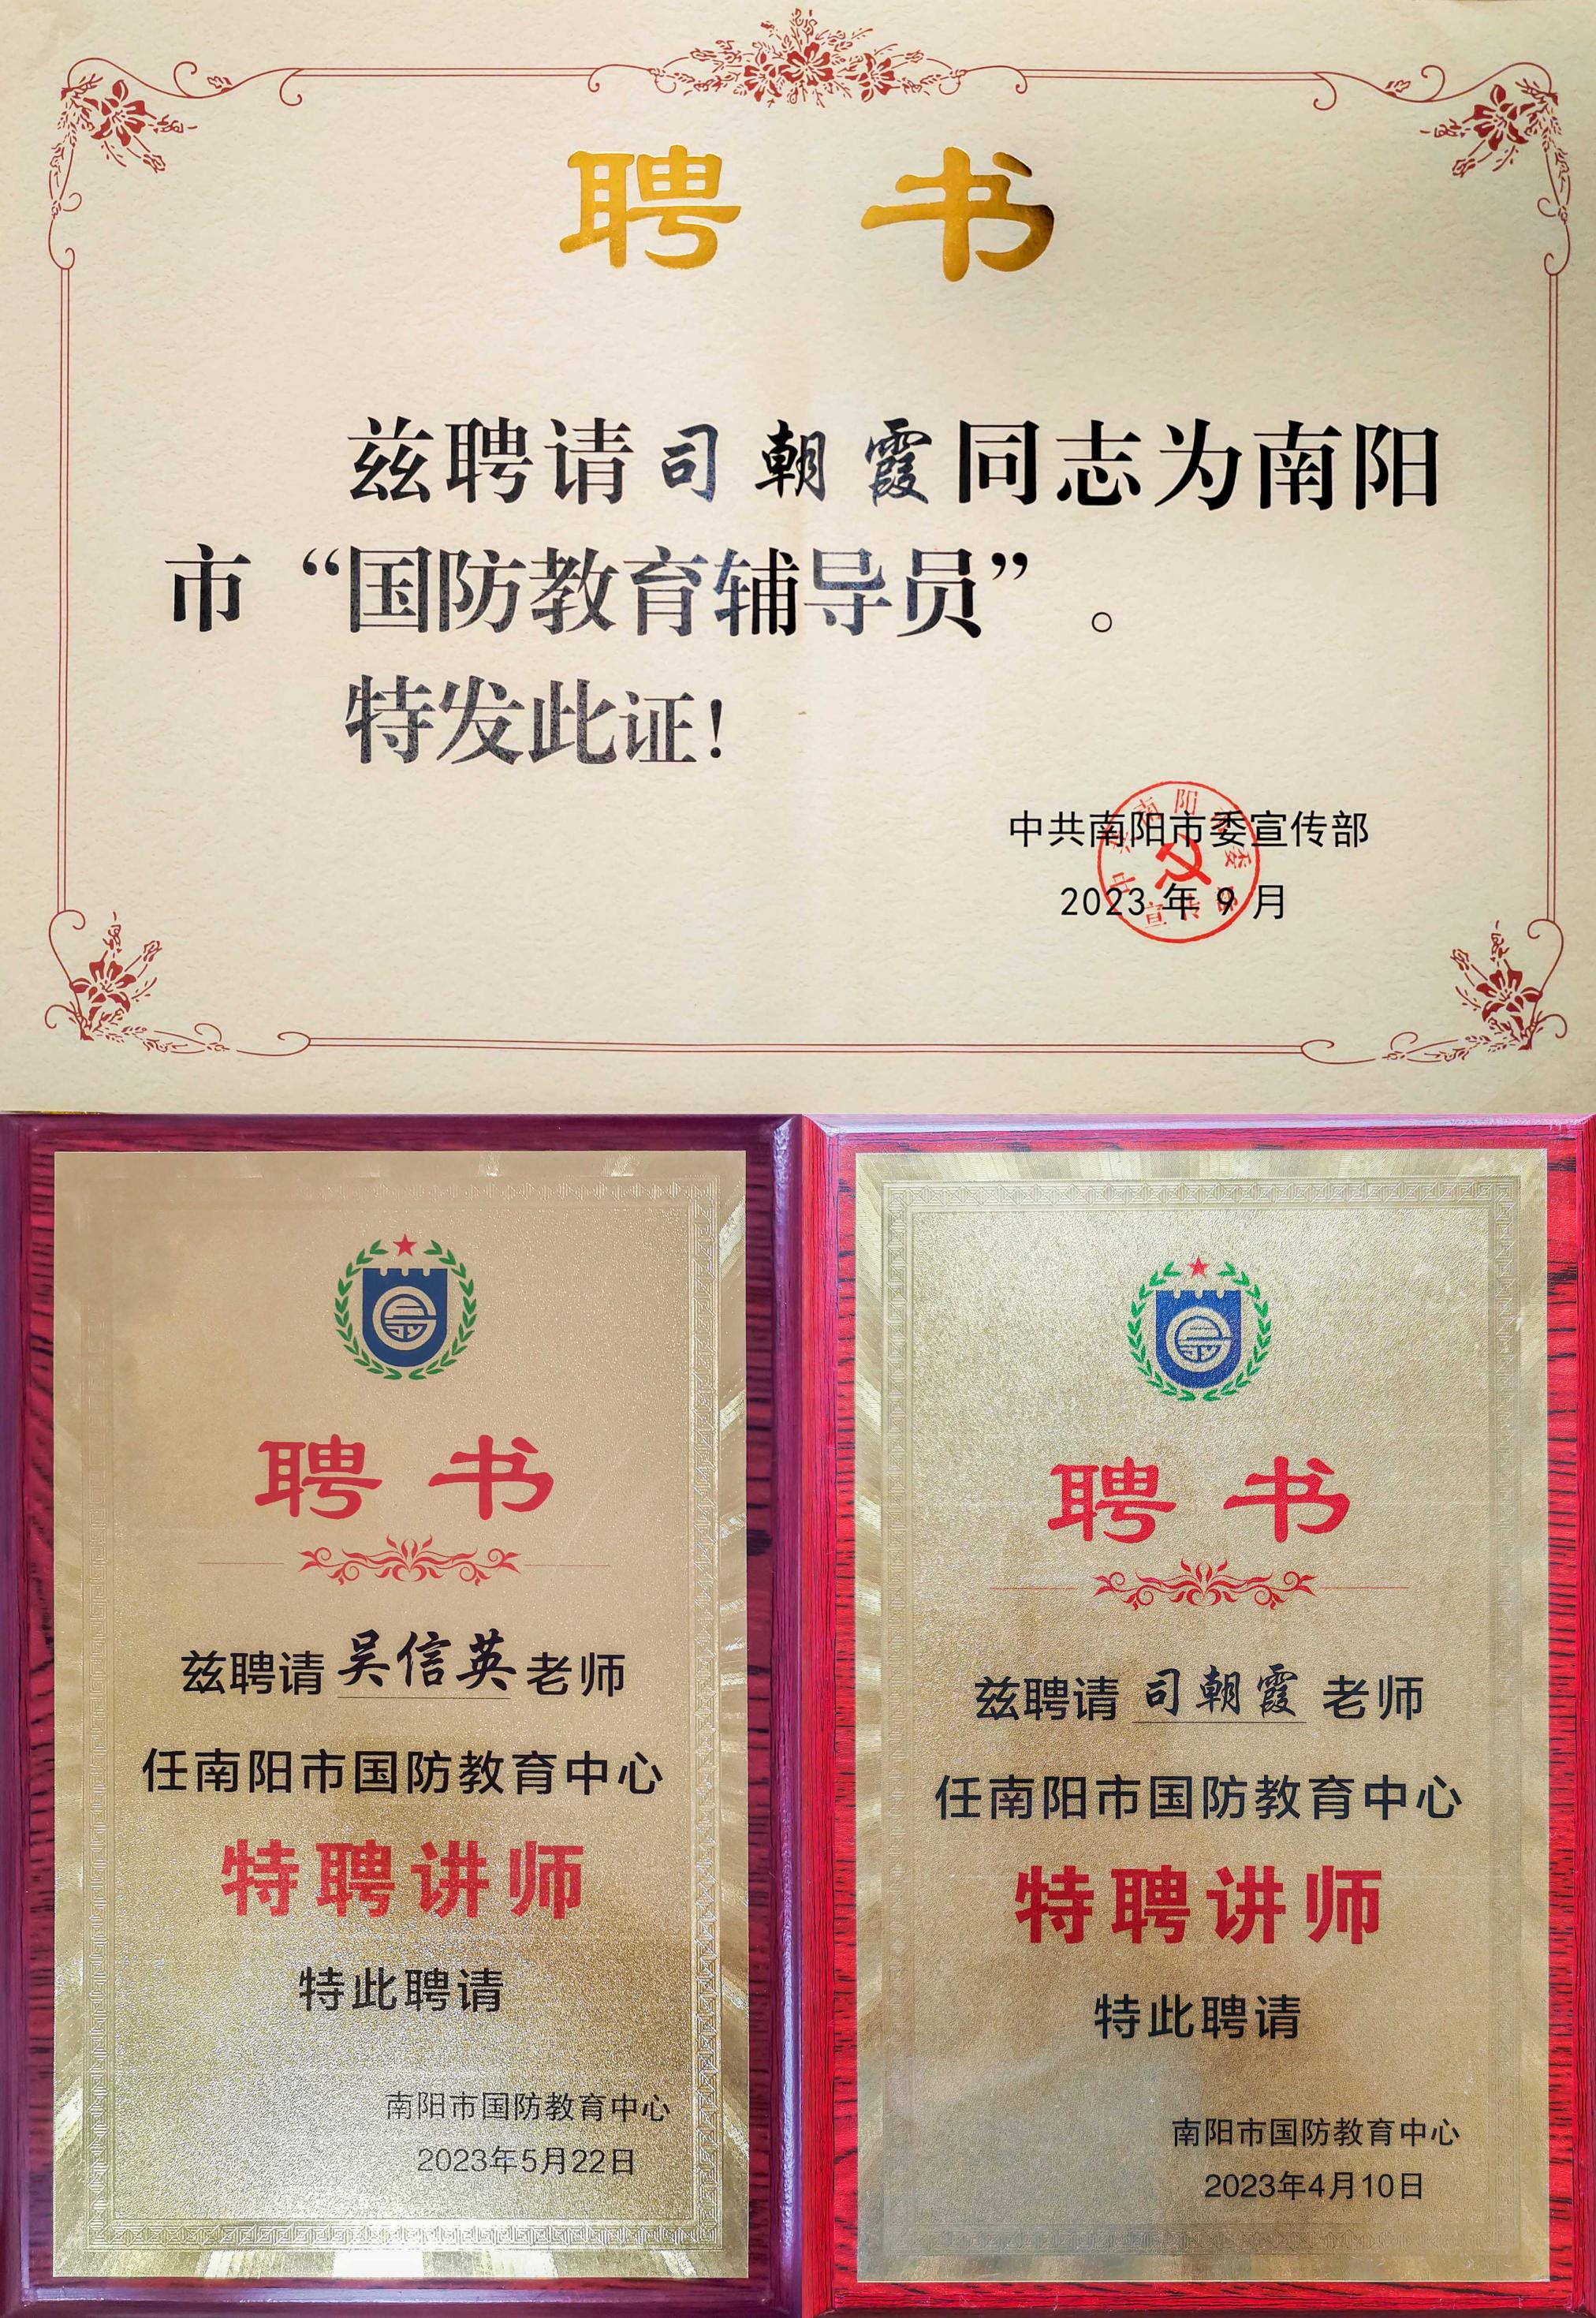 聘 书
兹聘请司朝霞同志为南阳
市“国防教育辅导员”。
特发此证!
中共南阳市委宣传部
2023年9月
聘 书
兹聘请吴信英老师
任南阳市国防教育中心
特聘讲师
特此聘请
南阳市国防教育中心
2023年5月22日
聘 书
兹聘请 司朝霞 老师
任南阳市国防教育中心
特聘讲师
特此聘请
南阳市国防教育中心
2023年4月10日